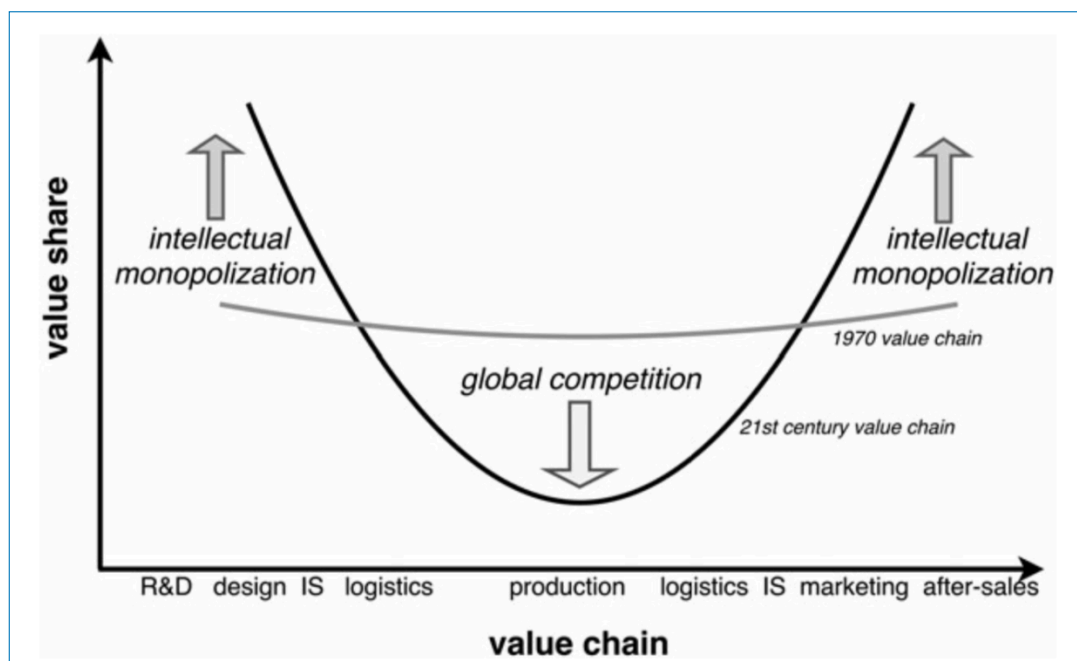 value share
intellectual
monopolization
intellectual
monopolization
1970 value chain
global competition
21st century value chain
R&D design IS logistics production logistics IS marketing after-sales
value chain